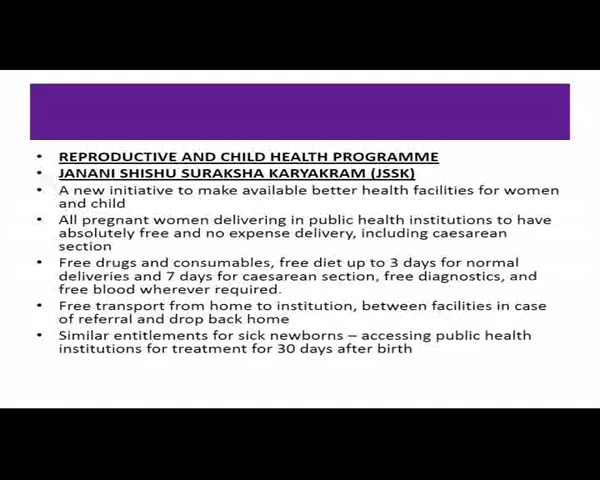 • REPRODUCTIVE AND CHILD HEALTH PROGRAMME
• JANANI SHISHU SURAKSHA KARYAKRAM (JSSK)
• A new initiative to make available better health facilities for women
and child
• All pregnant women delivering in public health institutions to have
absolutely free and no expense delivery, including caesarean
section
• Free drugs and consumables, free diet up to 3 days for normal
deliveries and 7 days for caesarean section, free diagnostics, and
free blood wherever required.
• Free transport from home to institution, between facilities in case
of referral and drop back home
• Similar entitlements for sick newborns – accessing public health
institutions for treatment for 30 days after birth